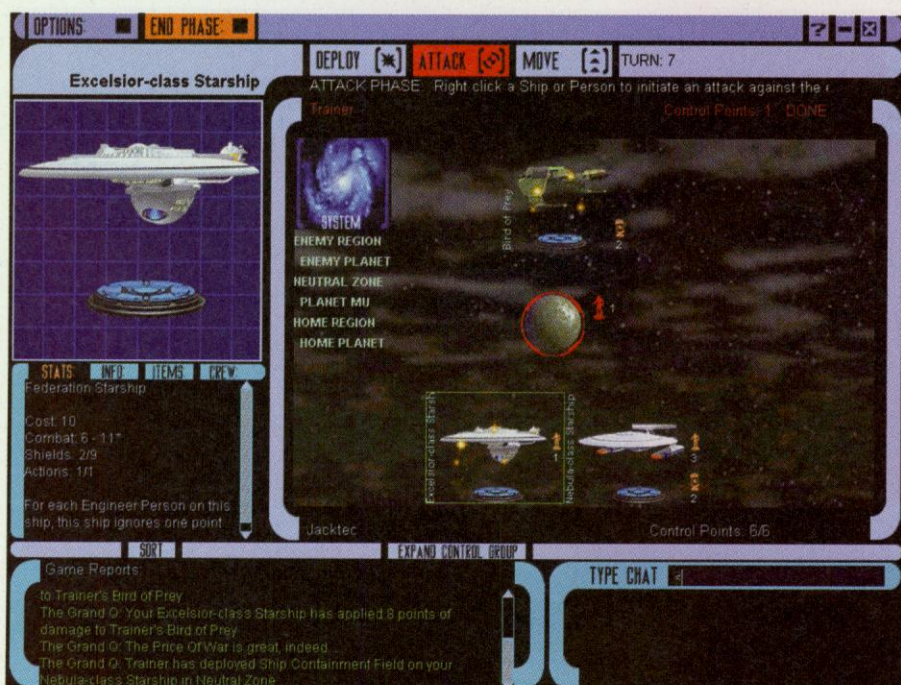 OPTIONS:
END PHASE:
? - X
DEPLOY
ATTACK
MOVE
TURN: 7
Excelsior-class Starship
ATTACK PHASE Right click a Ship or Person to initiate an attack against the
Trainer
Control Points: 1 DONE
SYSTEM
ENEMY REGION
ENEMY PLANET
NEUTRAL ZONE
PLANET MU
HOME REGION
HOME PLANET
Bird of Prey
2
1
STATS:
INFO:
ITEMS
CREW:
Federation Starship
Cost: 10
Combat: 6 - 11*
Shields: 2/9
Actions: 1/1
For each Engineer Person on this
ship, this ship ignores one point
Excelsior-class Starsh
1
Nebula-class Starship
3
2
Jacktec
Control Points: 6/6
SORT
EXPAND CONTROL GROUP
Game Reports:
to Trainer's Bird of Prey
The Grand Q: Your Excelsior-class Starship has applied 8 points of
damage to Trainer's Bird of Prey
The Grand Q: The Price Of War is great, indeed...
The Grand Q: Trainer has deployed Ship Containment Field on your
Nebula-class Starship in Neutral Zone
TYPE CHAT